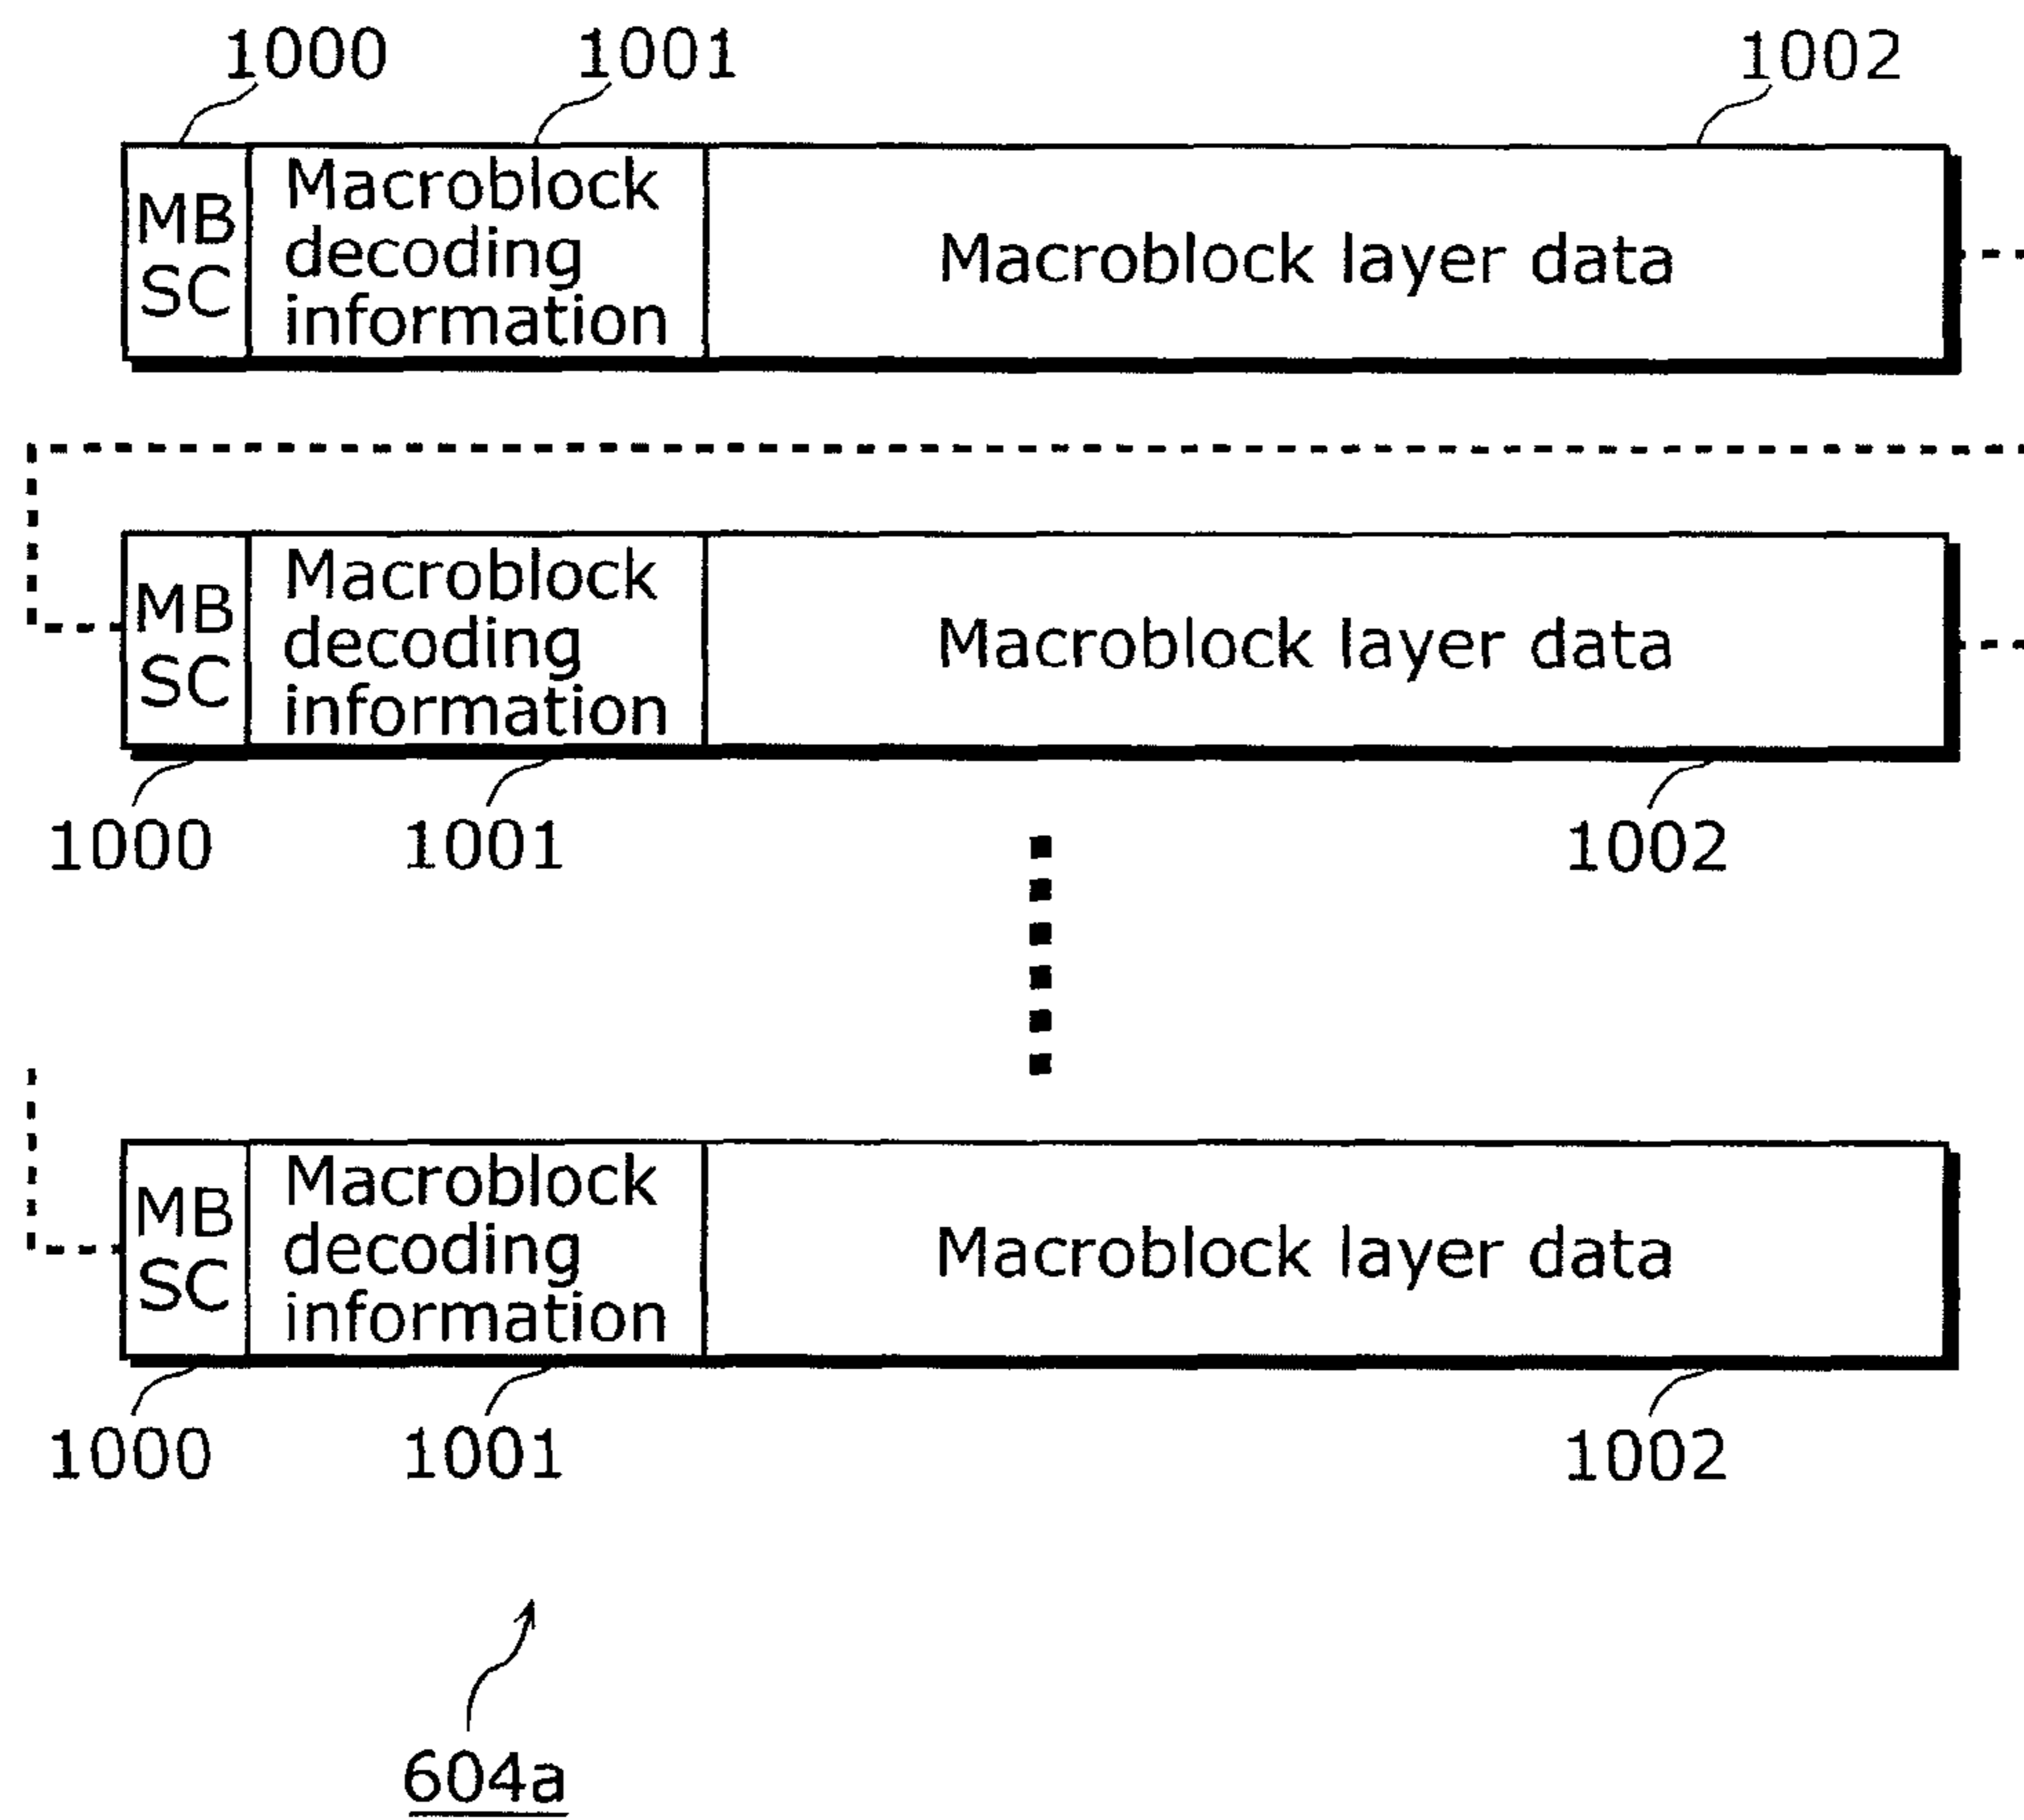 1000 1001 1002
MB
SC
Macroblock
decoding
information
Macroblock layer data
MB
SC
Macroblock
decoding
information
Macroblock layer data
1000 1001 1002
MB
SC
Macroblock
decoding
information
Macroblock layer data
1000 1001 1002
604a